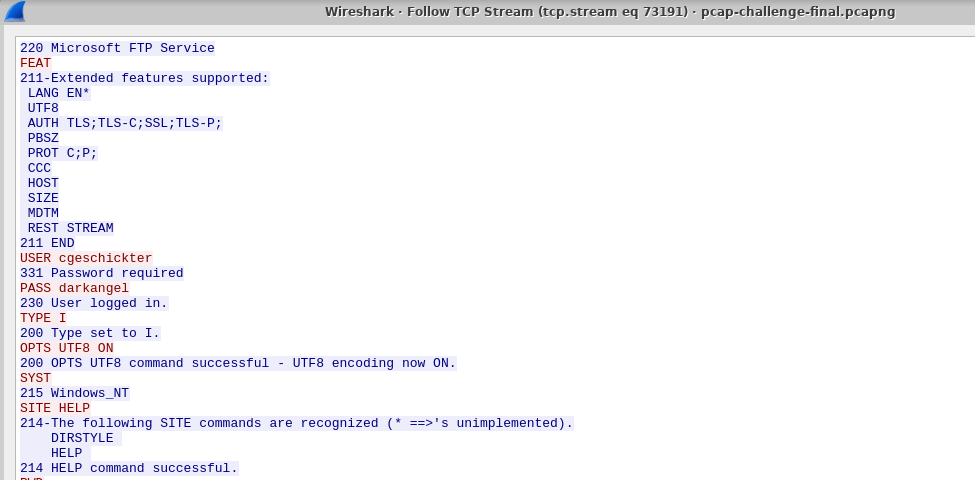 Wireshark · Follow TCP Stream (tcp.stream eq 73191) · pcap-challenge-final.pcapng
220 Microsoft FTP Service
FEAT
211-Extended features supported:
 LANG EN*
 UTF8
 AUTH TLS;TLS-C;SSL;TLS-P;
 PBSZ
 PROT C;P;
 CCC
 HOST
 SIZE
 MDTM
 REST STREAM
211 END
USER cgeschickter
331 Password required
PASS darkangel
230 User logged in.
TYPE I
200 Type set to I.
OPTS UTF8 ON
200 OPTS UTF8 command successful - UTF8 encoding now ON.
SYST
215 Windows_NT
SITE HELP
214-The following SITE commands are recognized (* ==>'s unimplemented).
    DIRSTYLE
    HELP
214 HELP command successful.